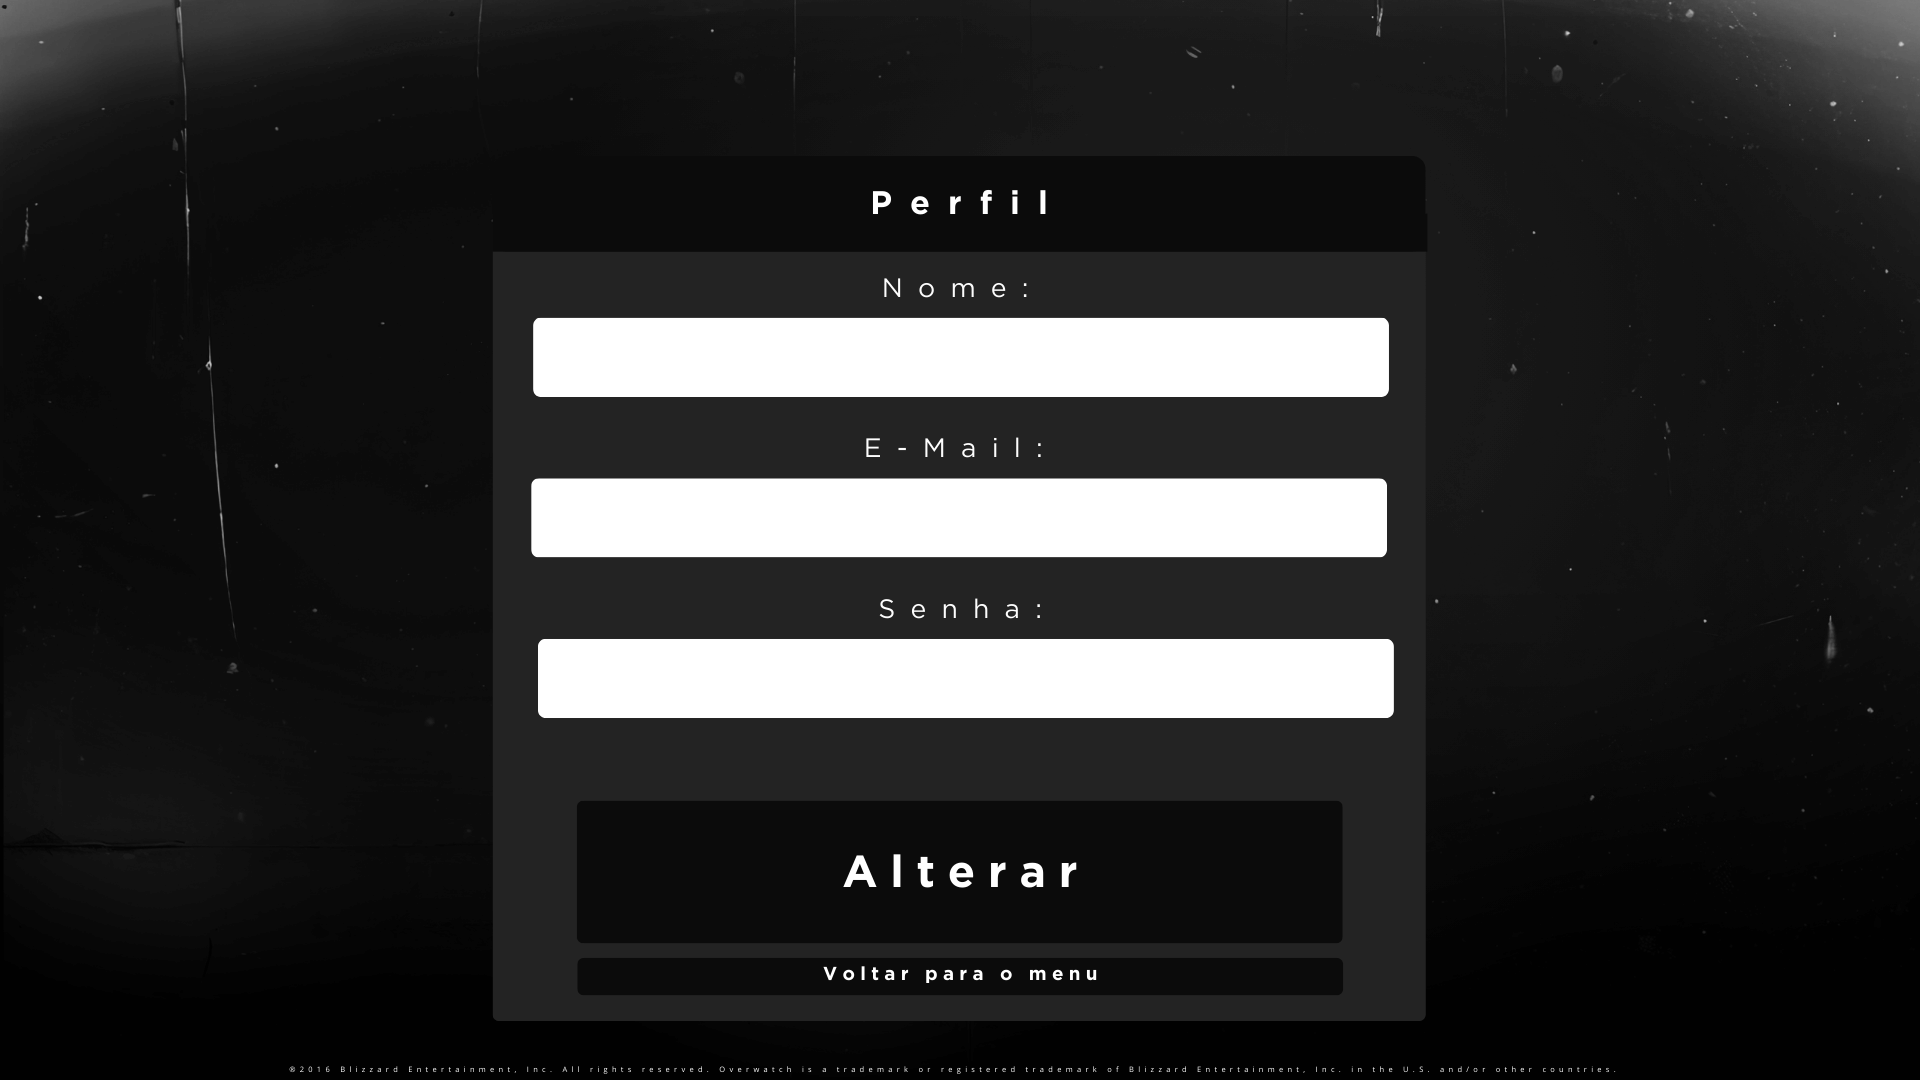 Perfil
Nome:
E-Mail:
Senha:
Alterar
Voltar para o menu
©2016 Blizzard Entertainment, Inc. All rights reserved. Overwatch is a trademark or registered trademark of Blizzard Entertainment, Inc. in the U.S. and/or other countries.